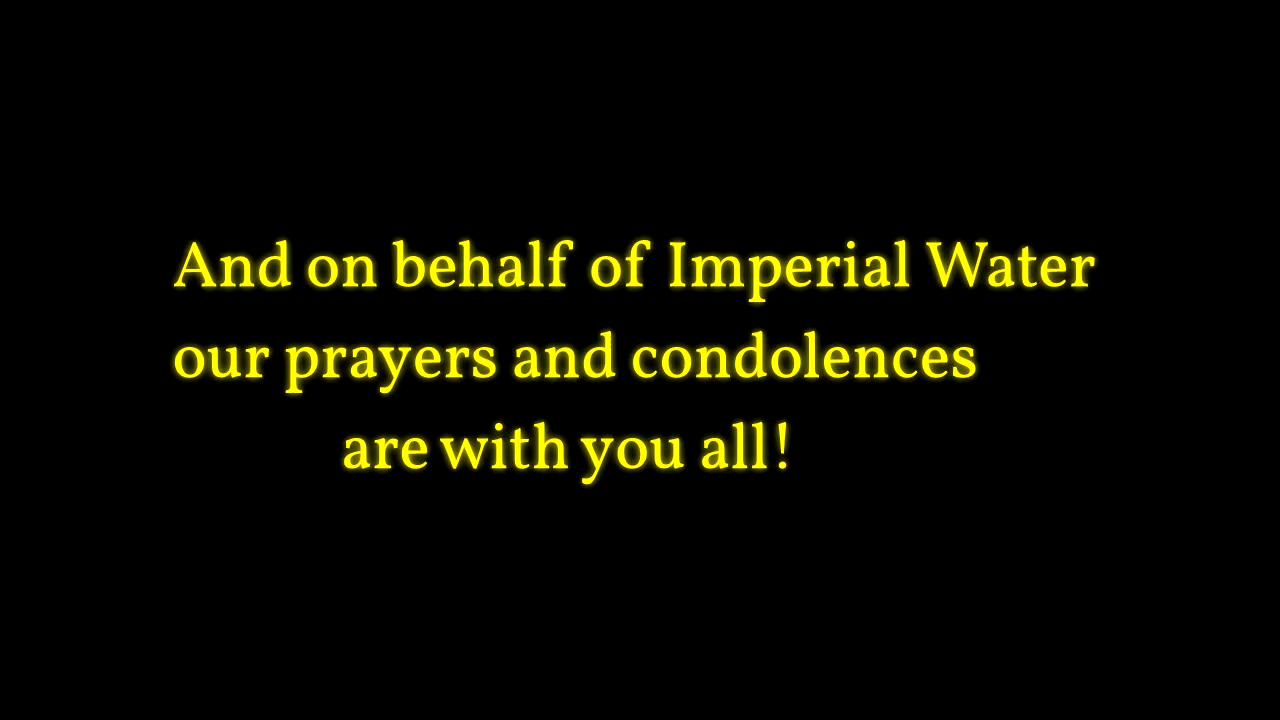 And on behalf of Imperial Water
our prayers and condolences
are with you all!